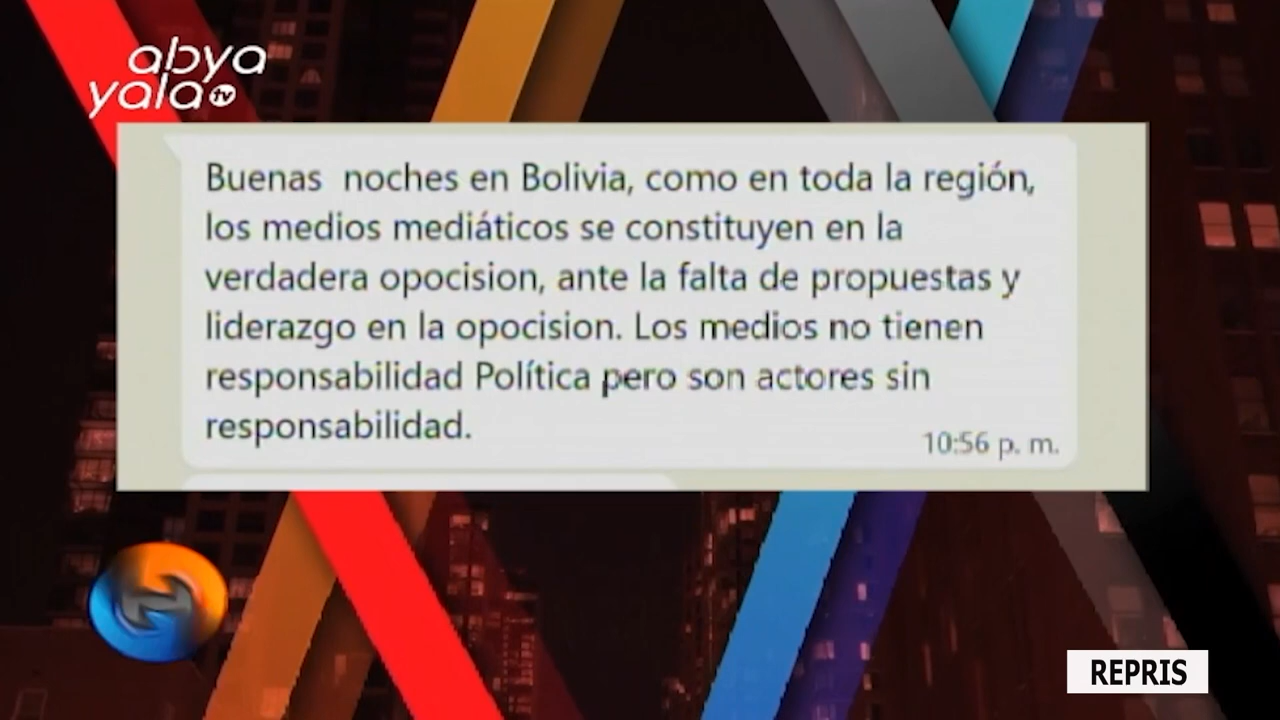 abya
yala tv
Buenas noches en Bolivia, como en toda la región,
los medios mediáticos se constituyen en la
verdadera opocision, ante la falta de propuestas y
liderazgo en la opocision. Los medios no tienen
responsabilidad Política pero son actores sin
responsabilidad.
10:56 p. m.
REPRIS